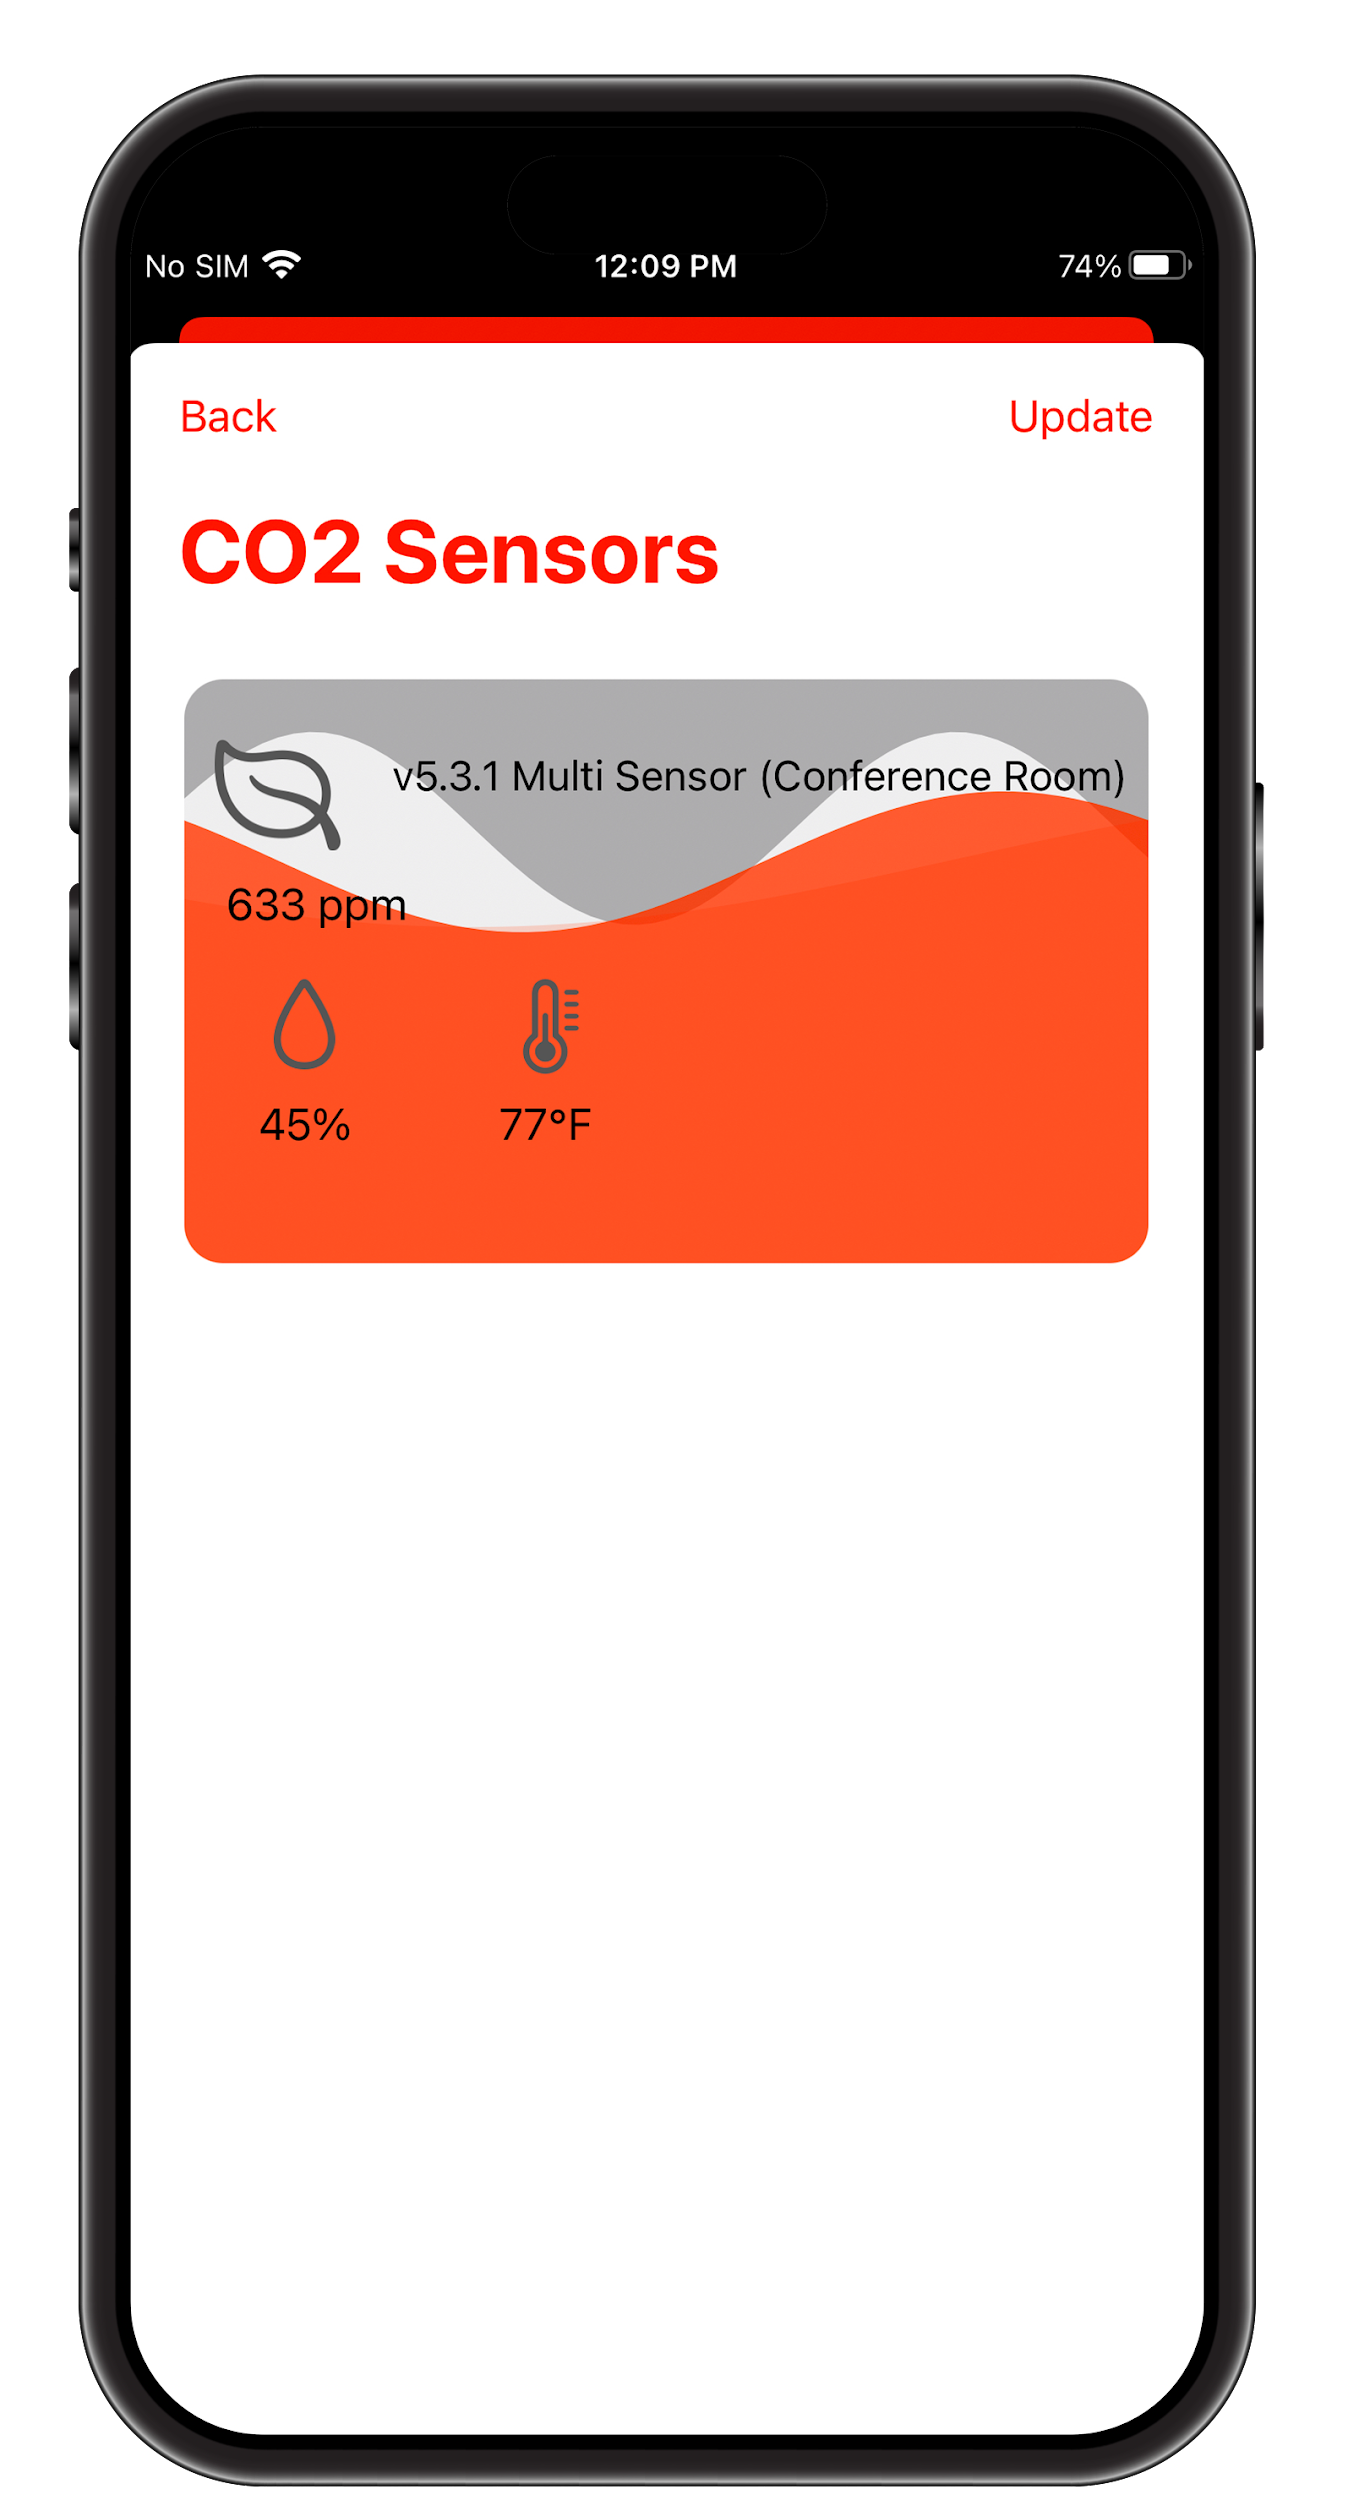 No SIM 12:09 PM 74%
Back Update
CO2 Sensors
v5.3.1 Multi Sensor (Conference Room)
633 ppm
45% 77°F